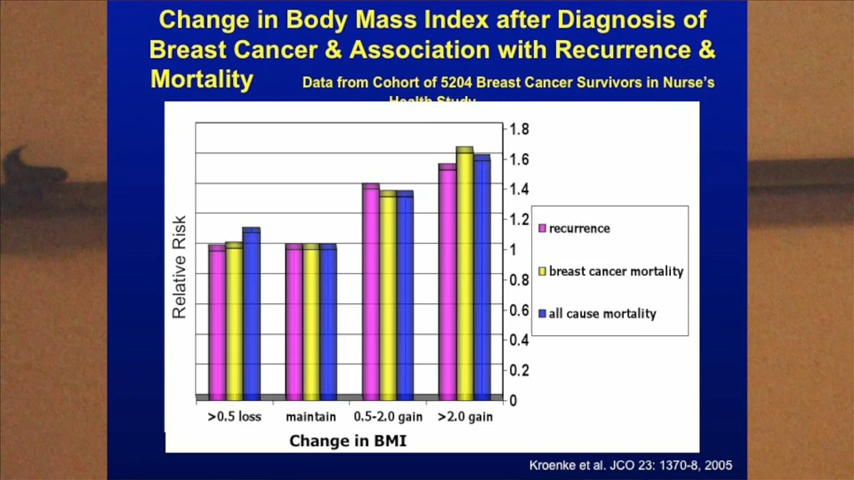 Change in Body Mass Index after Diagnosis of
Breast Cancer & Association with Recurrence &
Mortality Data from Cohort of 5204 Breast Cancer Survivors in Nurse's
Health Study
1.8
1.6
1.4
1.2
1
0.8
0.6
0.4
0.2
0
Relative Risk
recurrence
breast cancer mortality
all cause mortality
>0.5 loss maintain 0.5-2.0 gain >2.0 gain
Change in BMI
Kroenke et al. JCO 23: 1370-8, 2005